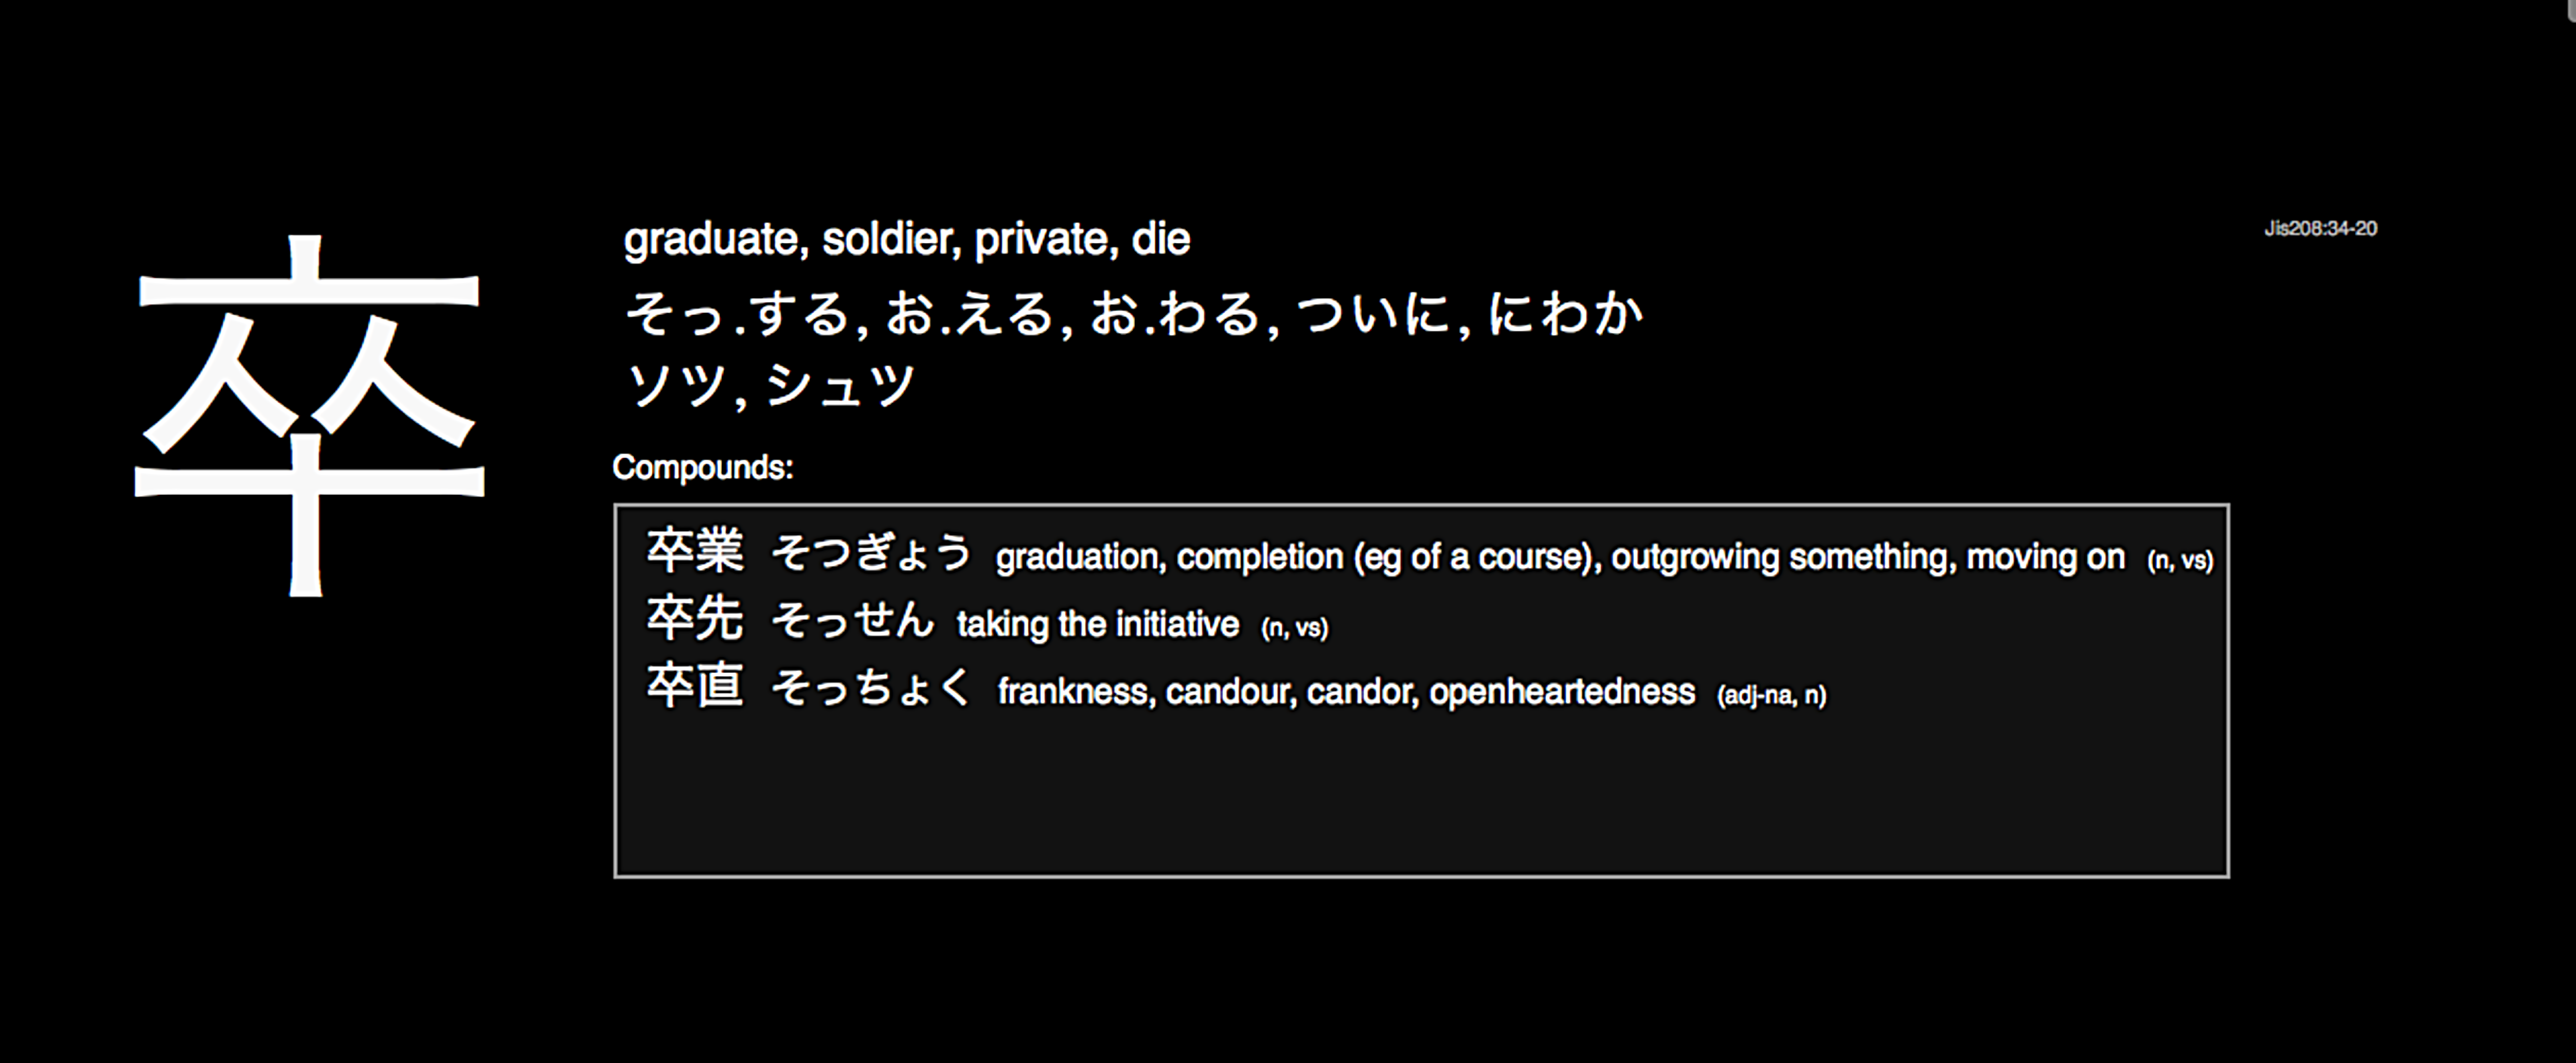 卒
graduate, soldier, private, die
Jis208:34-20
そっ.する, お.える, お.わる, ついに, にわか
ソツ, シュツ
Compounds:
卒業 そつぎょう graduation, completion (eg of a course), outgrowing something, moving on (n, vs)
卒先 そっせん taking the initiative (n, vs)
卒直 そっちょく frankness, candour, candor, openheartedness (adj-na, n)